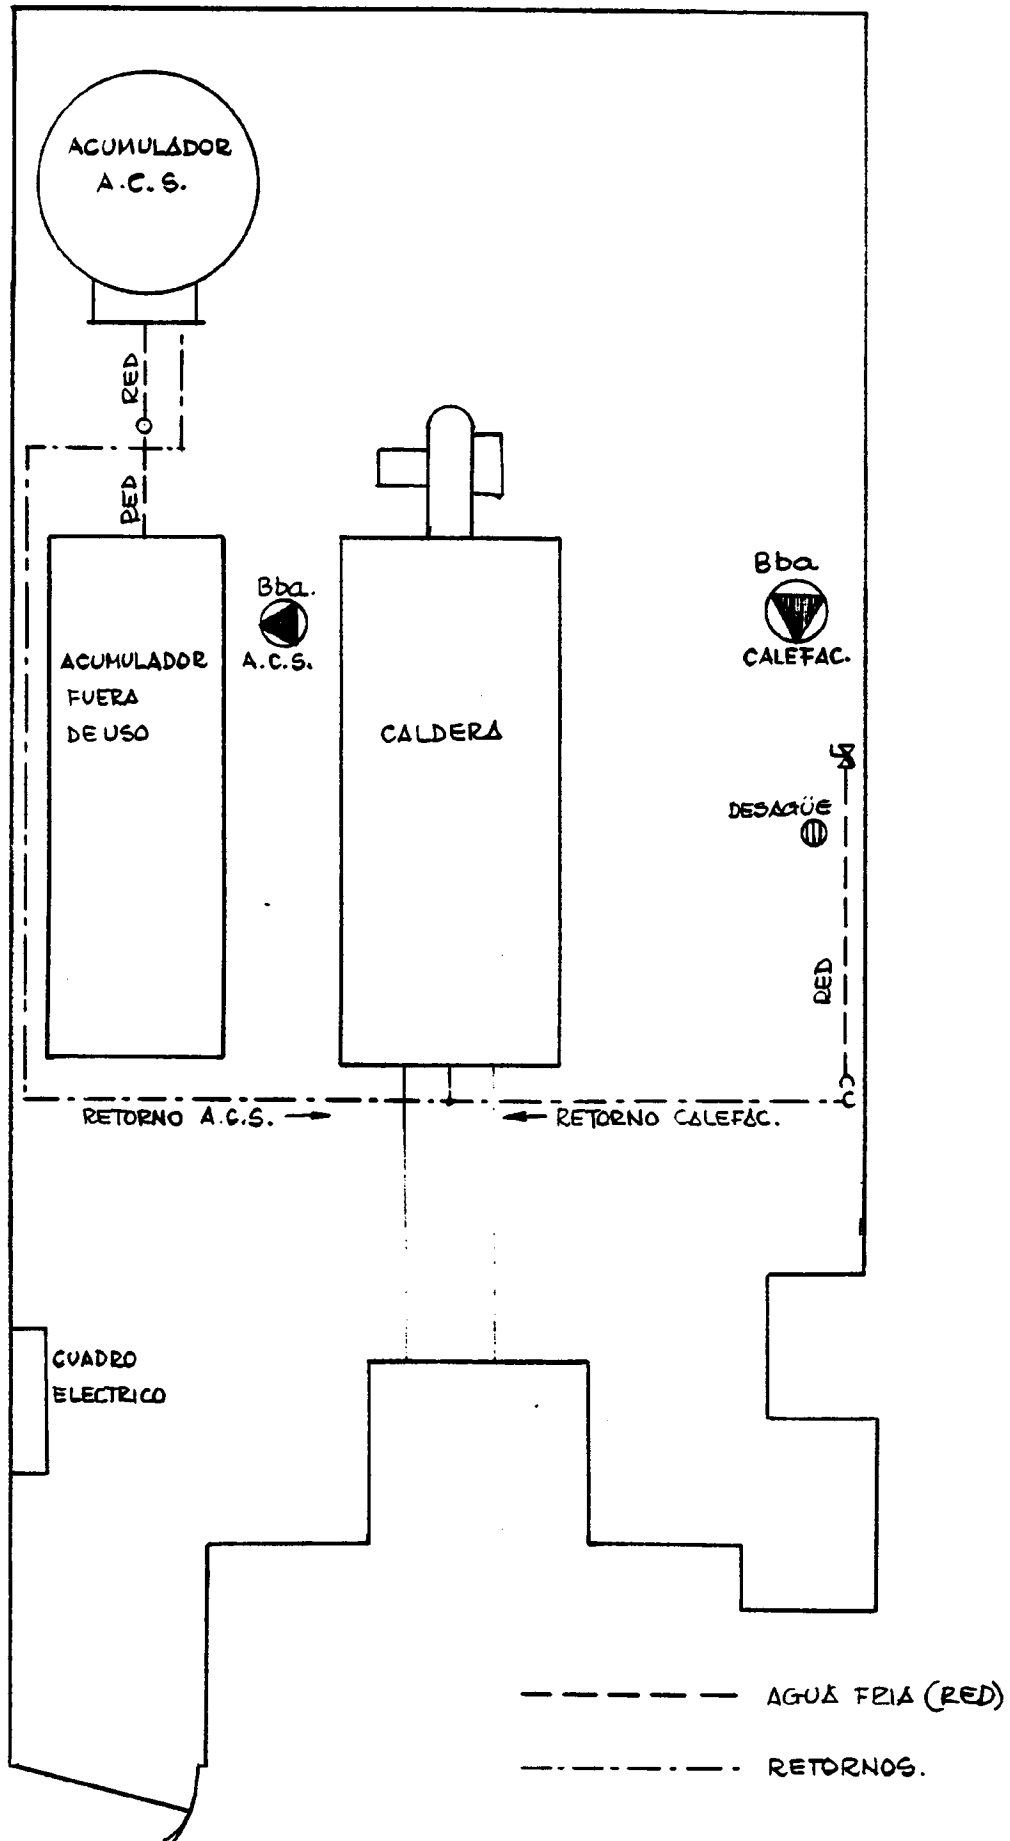 ACUMULADOR
A.C.S.
RED
RED
Bba.
A.C.S.
Bba
CALEFAC.
ACUMULADOR
FUERA
DE USO
CALDERA
DESAGÜE
RED
RETORNO A.C.S.
RETORNO CALEFAC.
CUADRO
ELECTRICO
AGUA FRIA (RED)
RETORNOS.